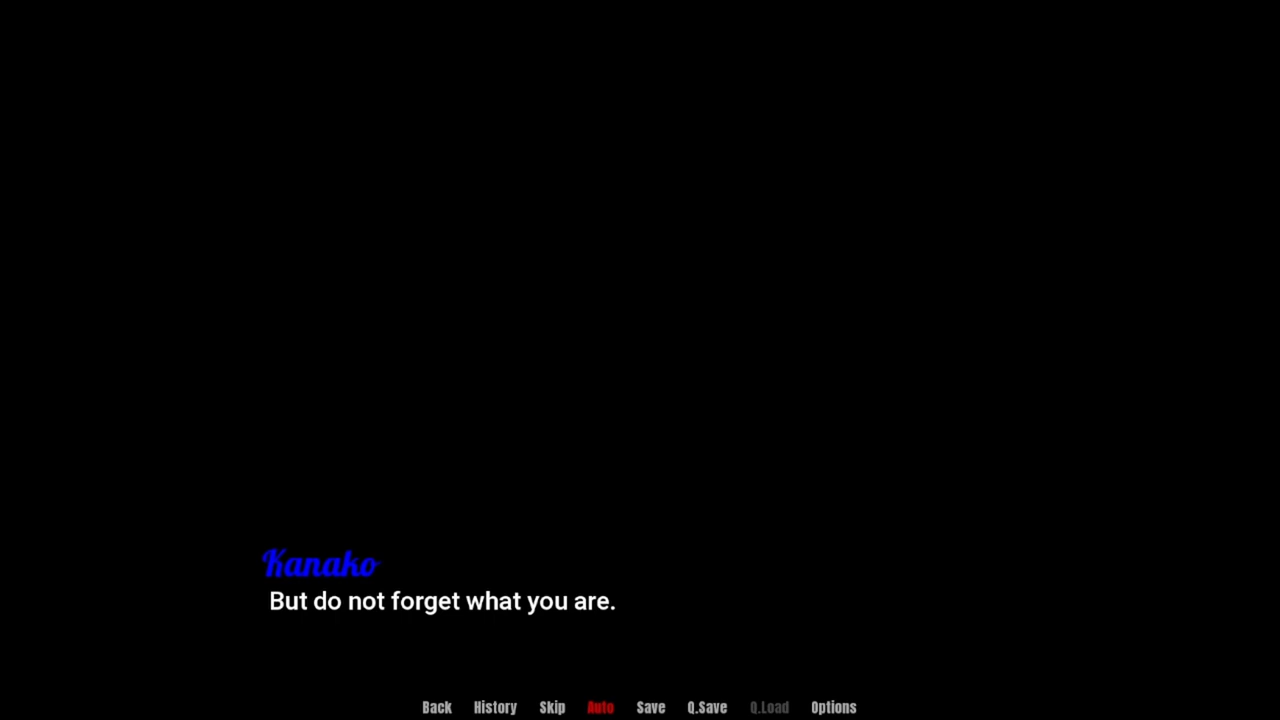 Kanako
But do not forget what you are.
Back History Skip Auto Save Q.Save Q.Load Options